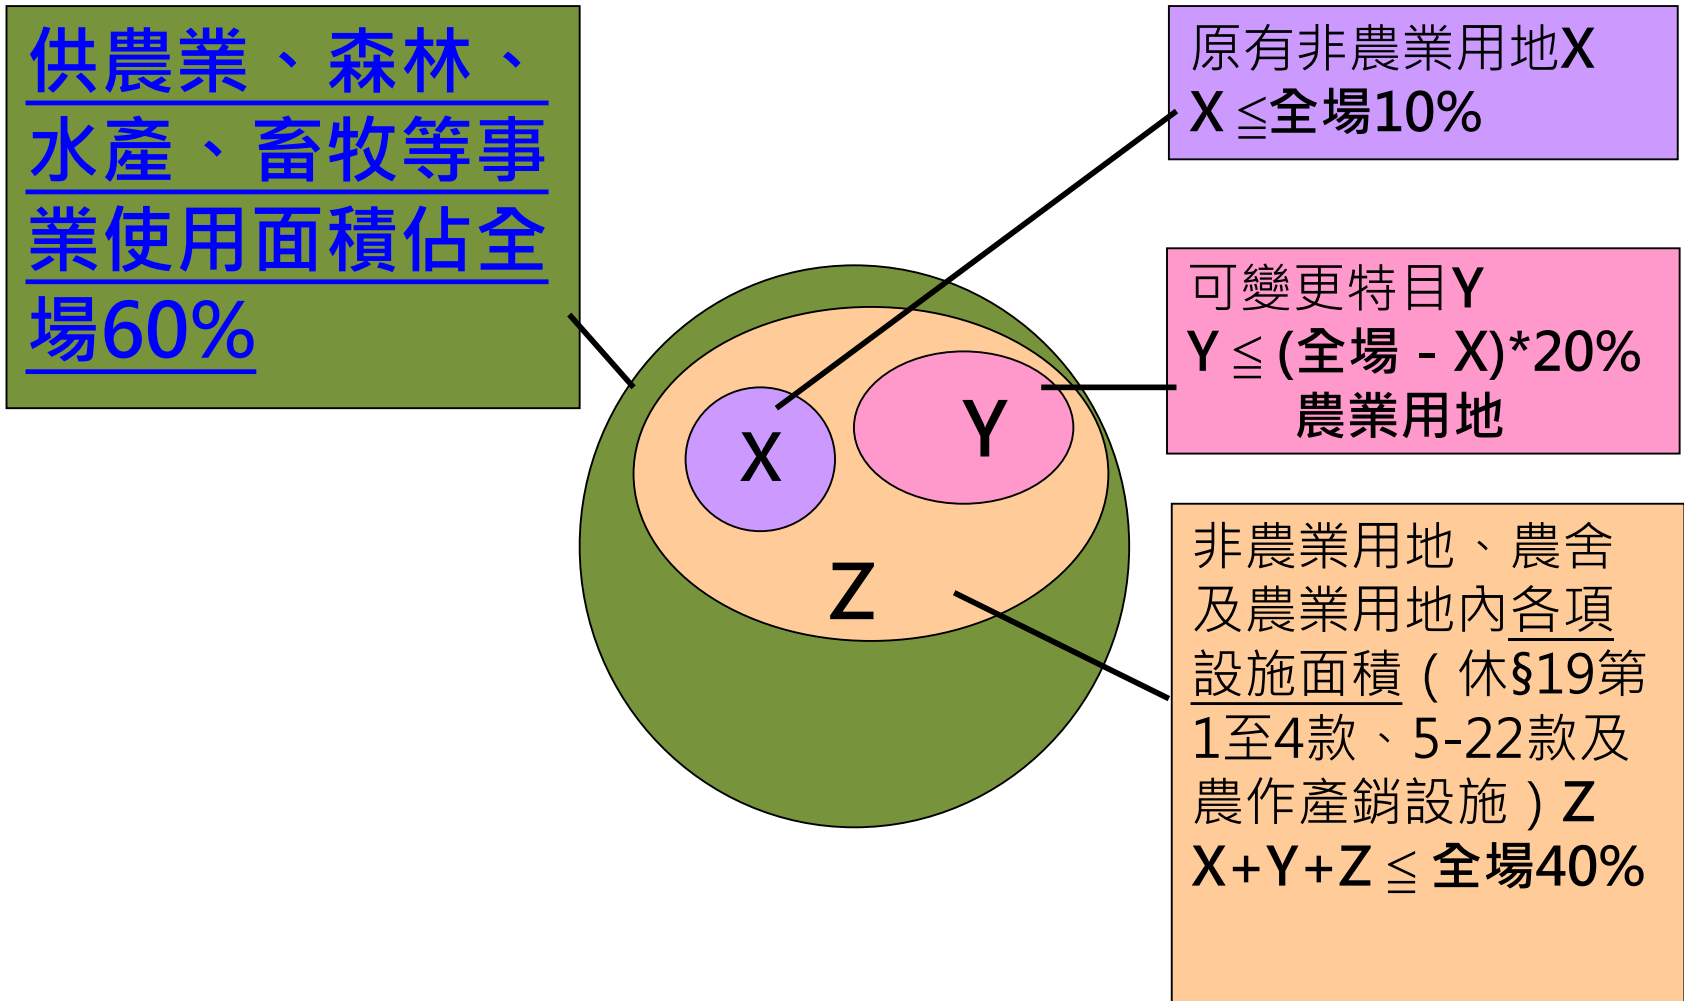 供農業、森林、
水產、畜牧等事
業使用面積佔全
場60%
原有非農業用地X
X≦全場10%
可變更特目Y
Y≦(全場 - X)*20%
農業用地
X
Y
Z
非農業用地、農舍
及農業用地內各項
設施面積（休§19第
1至4款、5-22款及
農作產銷設施）Z
X+Y+Z≦ 全場40%